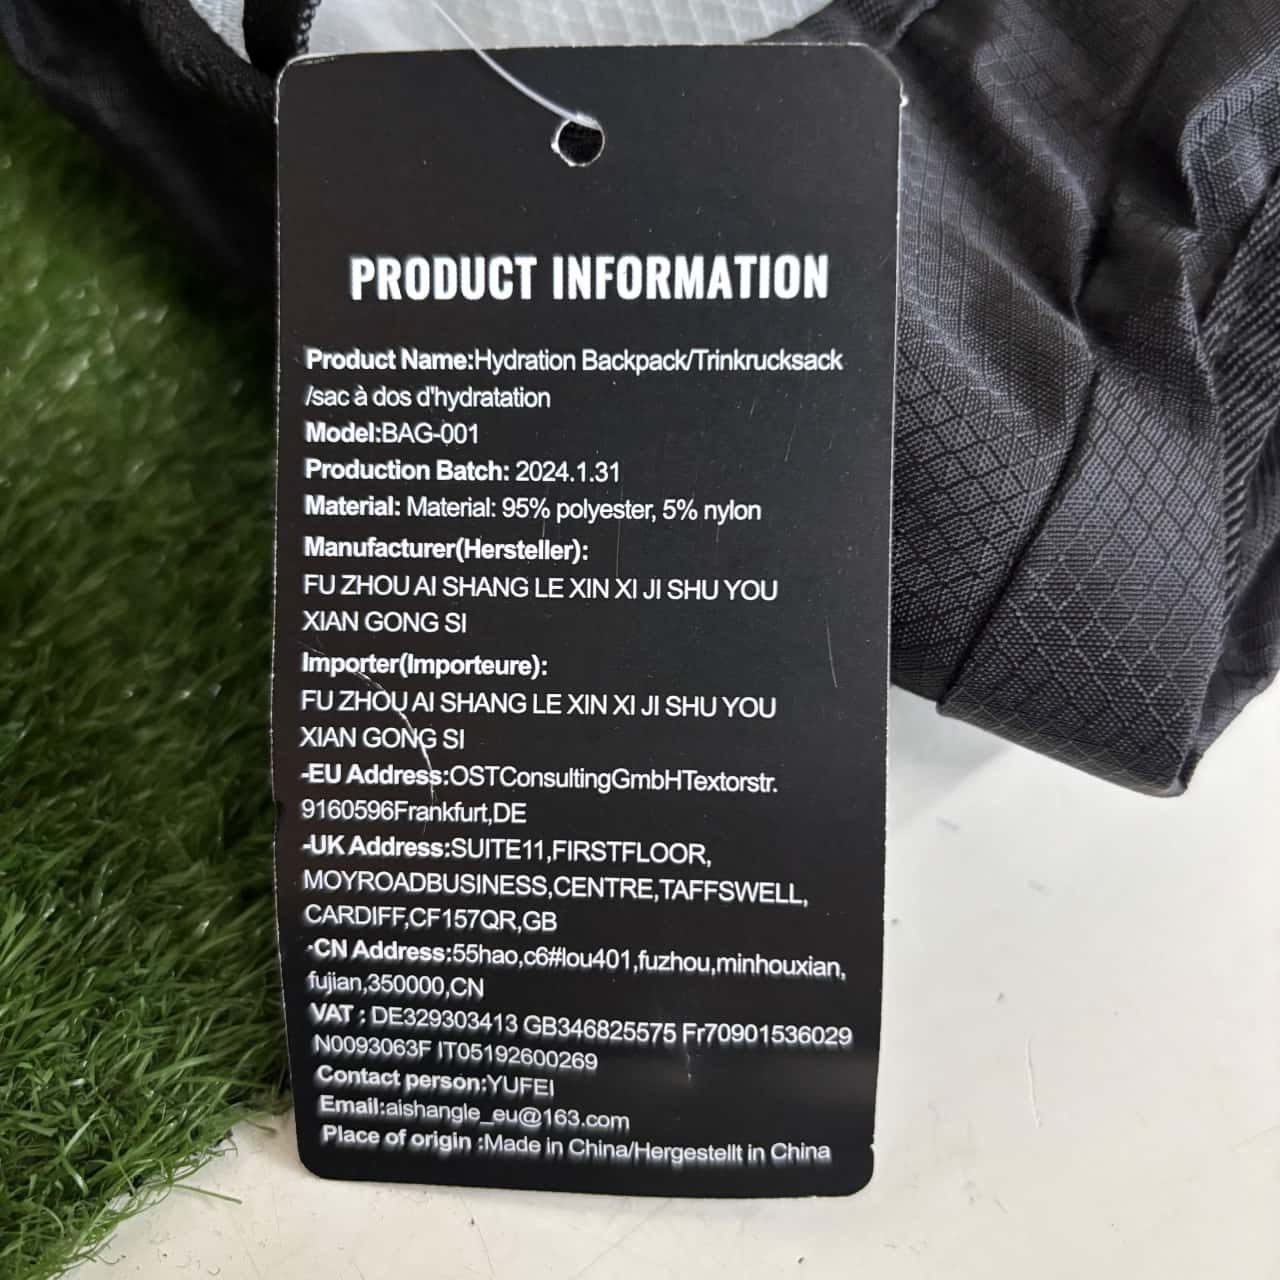 PRODUCT INFORMATION
Product Name:Hydration Backpack/Trinkrucksack
/sac à dos d'hydratation
Model:BAG-001
Production Batch: 2024.1.31
Material: Material: 95% polyester, 5% nylon
Manufacturer(Hersteller):
FU ZHOU AI SHANG LE XIN XI JI SHU YOU
XIAN GONG SI
Importer(Importeure):
FU ZHOU AI SHANG LE XIN XI JI SHU YOU
XIAN GONG SI
-EU Address:OSTConsultingGmbHTextorstr.
9160596Frankfurt,DE
-UK Address:SUITE11,FIRSTFLOOR,
MOYROADBUSINESS,CENTRE,TAFFSWELL,
CARDIFF,CF157QR,GB
-CN Address:55hao,c6#lou401,fuzhou,minhouxian,
fujian,350000,CN
VAT : DE329303413 GB346825575 Fr70901536029
N0093063F IT05192600269
Contact person:YUFEI
Email:aishangle_eu@163.com
Place of origin :Made in China/Hergestellt in China